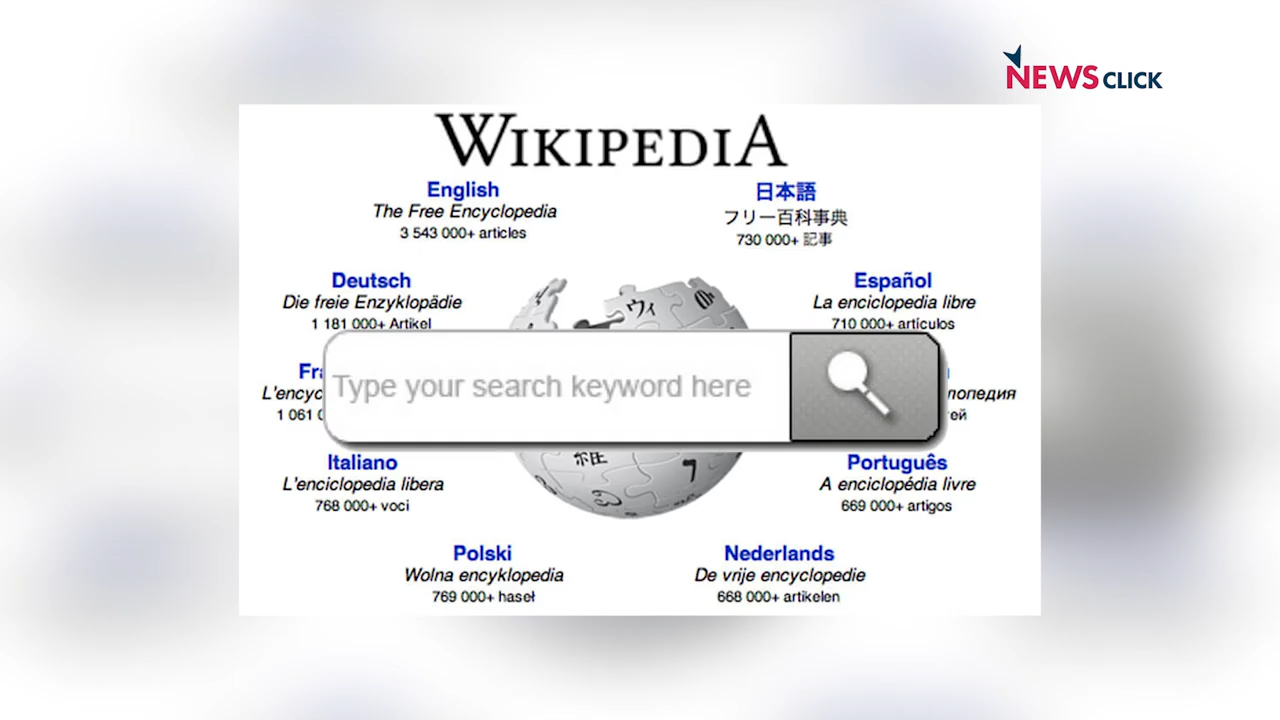 NEWS CLICK
WIKIPEDIA
English
The Free Encyclopedia
3 543 000+ articles
日本語
フリー百科事典
730 000+ 記事
Deutsch
Die freie Enzyklopädie
1 181 000+ Artikel
Español
La enciclopedia libre
710 000+ artículos
ウィ
Type your search keyword here
Italiano
L'enciclopedia libera
768 000+ voci
維
Português
A enciclopédia livre
669 000+ artigos
Polski
Wolna encyklopedia
769 000+ haseł
Nederlands
De vrije encyclopedie
668 000+ artikelen